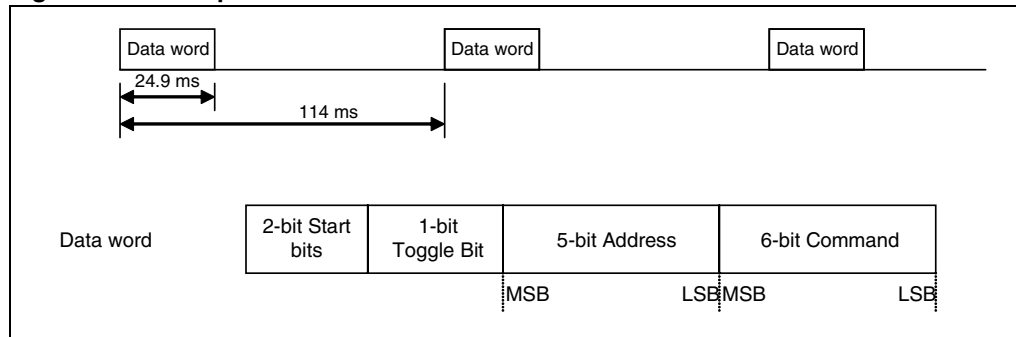 Data word Data word Data word
24.9 ms
114 ms
Data word
2-bit Start
bits
1-bit
Toggle Bit
5-bit Address
6-bit Command
MSB LSB MSB LSB